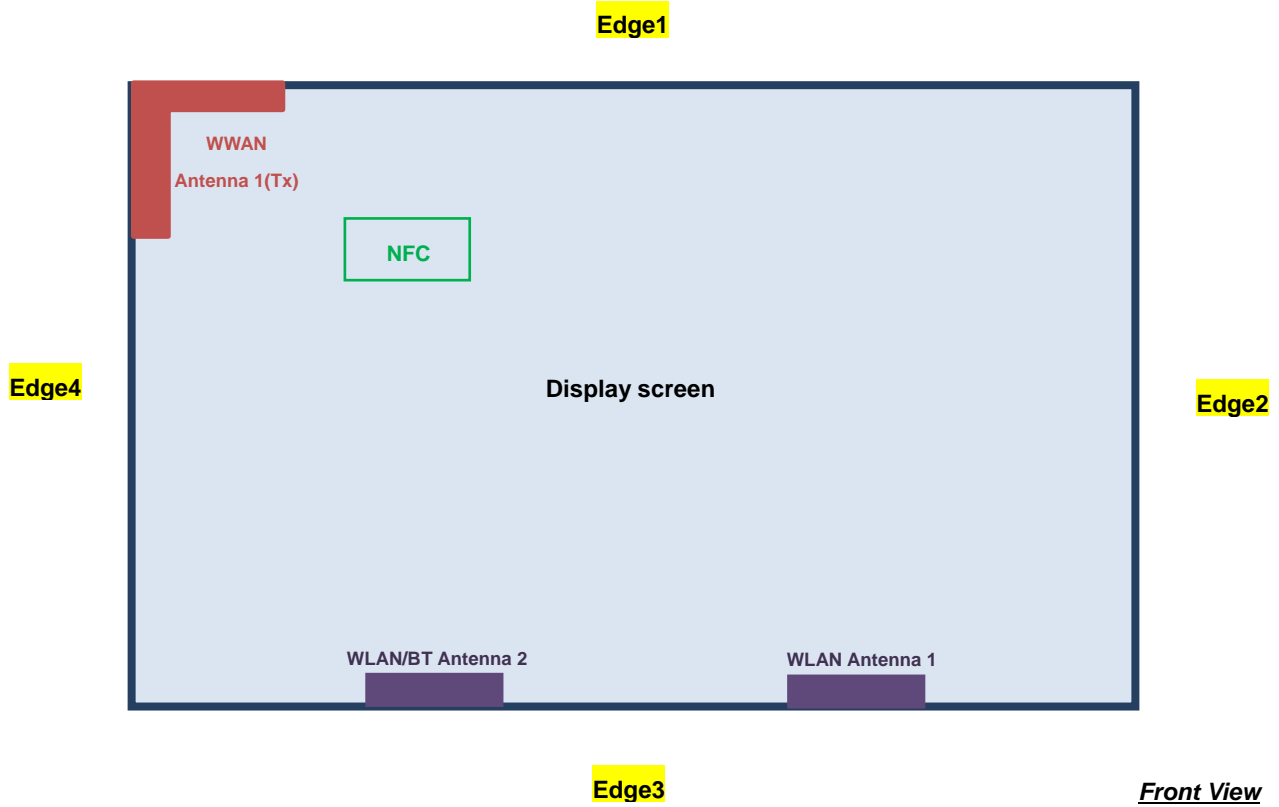 Edge1
WWAN
Antenna 1(Tx)
NFC
Edge4
Display screen
Edge2
WLAN/BT Antenna 2
WLAN Antenna 1
Edge3
Front View